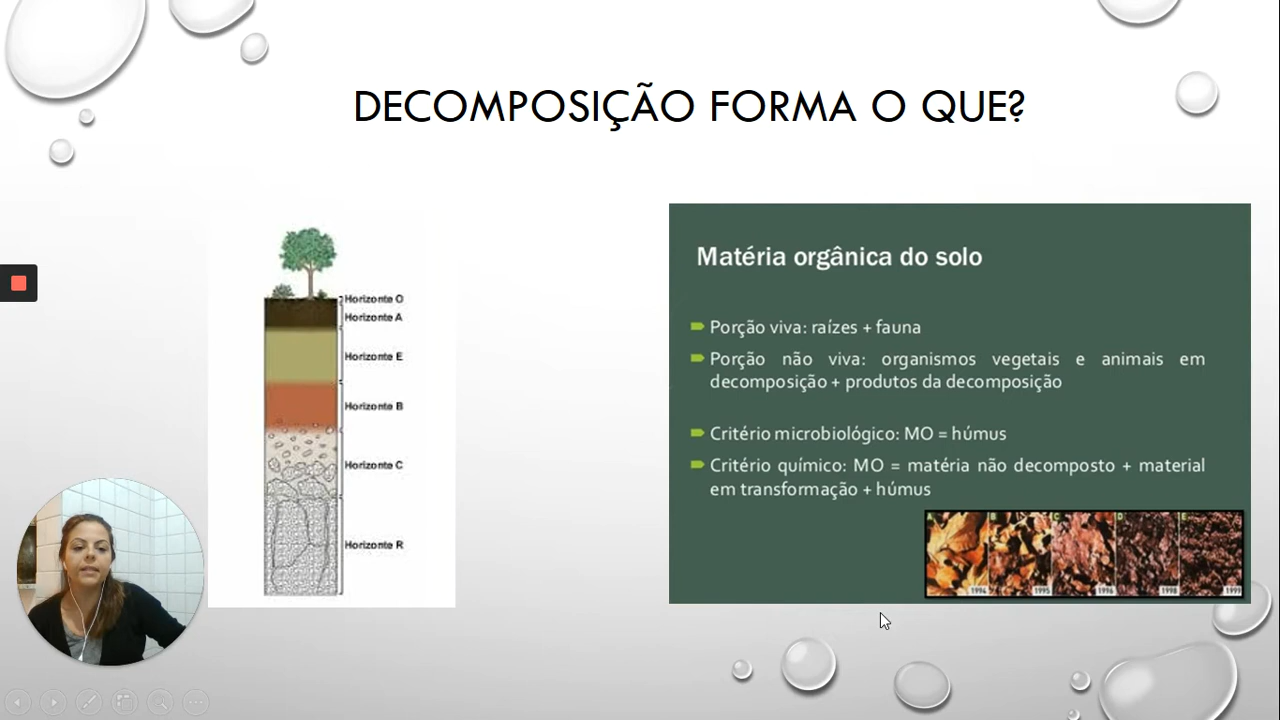 DECOMPOSIÇÃO FORMA O QUE?
Horizonte O
Horizonte A
Horizonte E
Horizonte B
Horizonte C
Horizonte R
Matéria orgânica do solo
Porção viva: raízes + fauna
Porção não viva: organismos vegetais e animais em
decomposição + produtos da decomposição
Critério microbiológico: MO = húmus
Critério químico: MO = matéria não decomposto + material
em transformação + húmus
A B C D E
1994 1995 1996 1998 1999